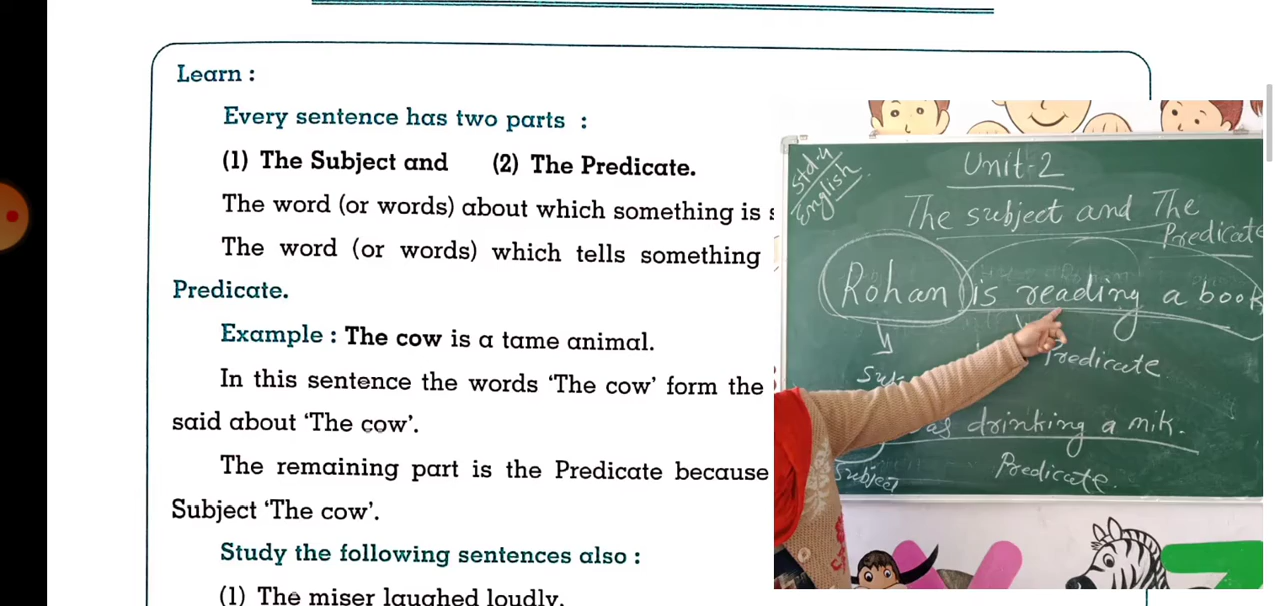 Learn :
Every sentence has two parts :
(1) The Subject and (2) The Predicate.
The word (or words) about which something is
The word (or words) which tells something
Predicate.
Example : The cow is a tame animal.
In this sentence the words ‘The cow’ form the
said about ‘The cow’.
The remaining part is the Predicate because
Subject ‘The cow’.
Study the following sentences also :
(1) The miser laughed loudly.
Std-4
English
Unit-2
The subject and The
Predicate
Rohan is reading a book
Predicate
drinking a mik.
Subject
Predicate.